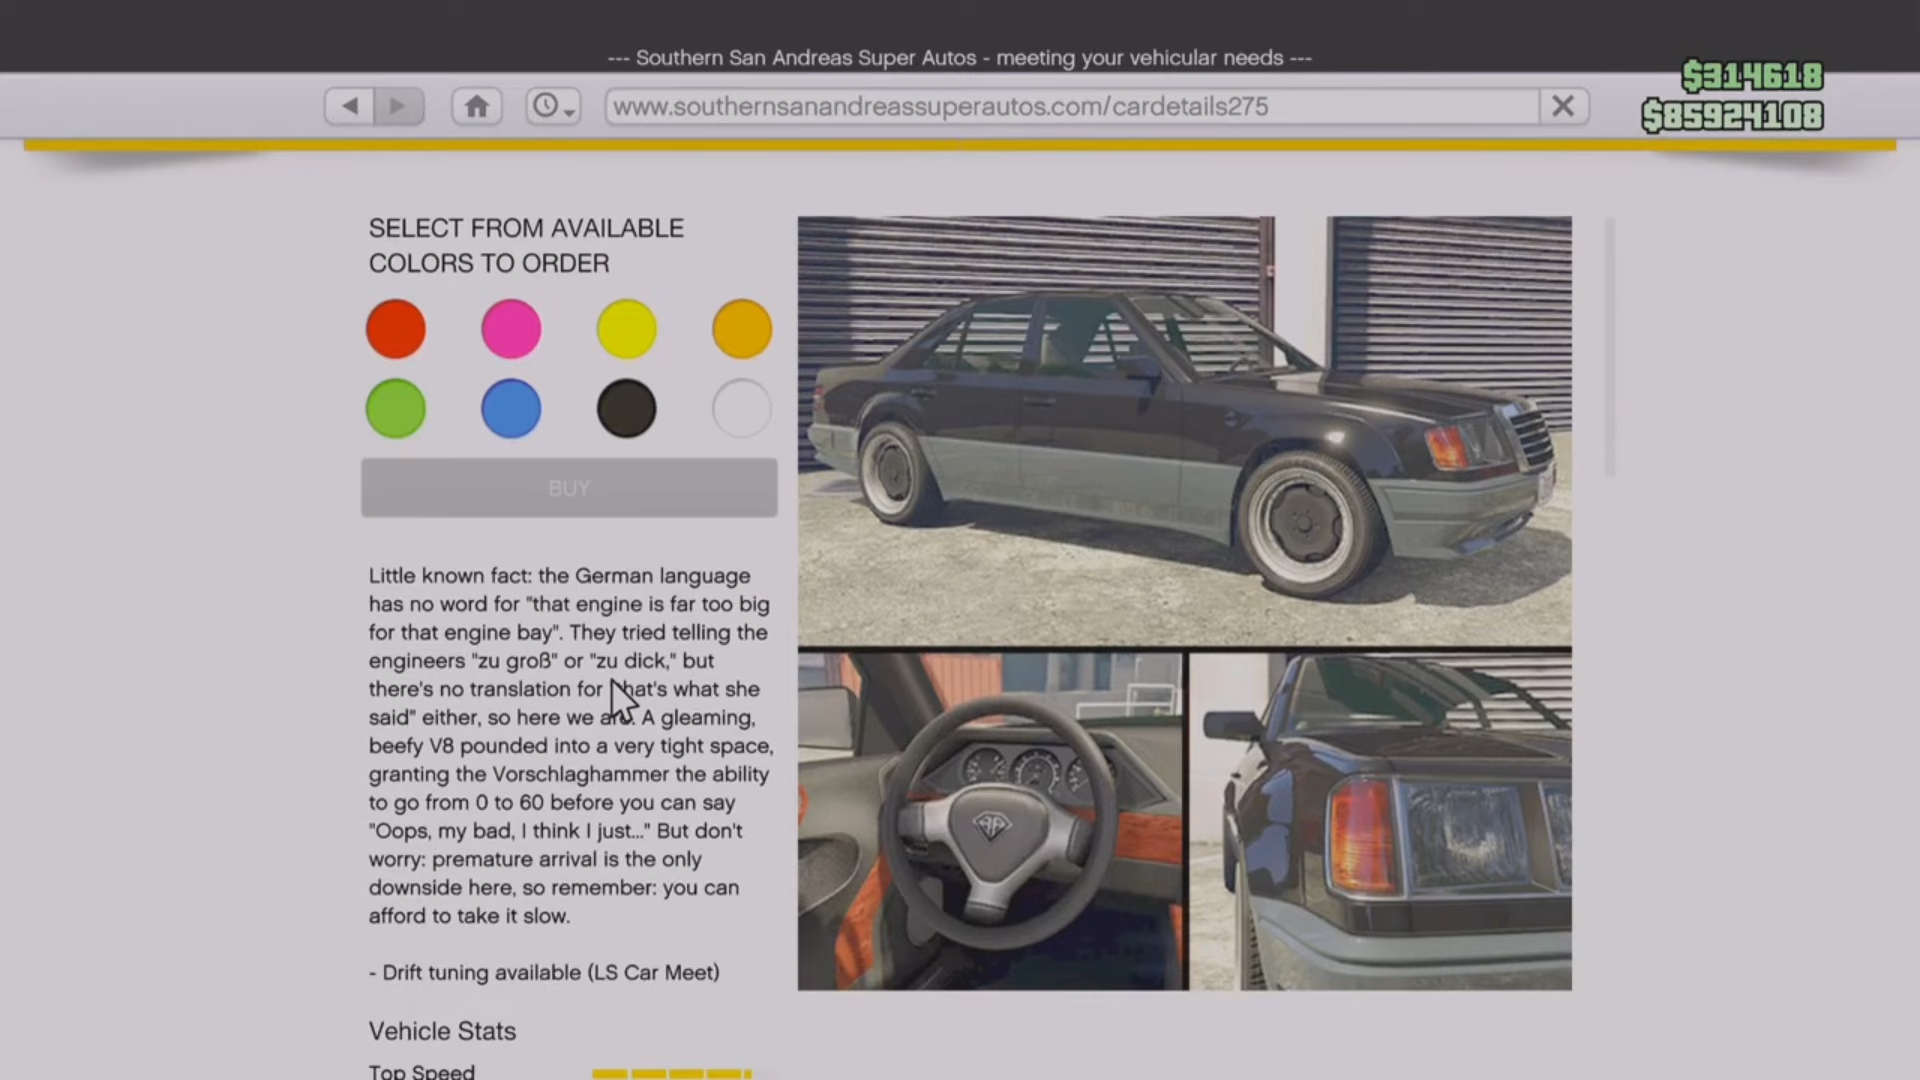 --- Southern San Andreas Super Autos - meeting your vehicular needs ---
$314618
www.southernsanandreassuperautos.com/cardetails275
$85924108
SELECT FROM AVAILABLE
COLORS TO ORDER
BUY
Little known fact: the German language
has no word for "that engine is far too big
for that engine bay". They tried telling the
engineers "zu groß" or "zu dick," but
there's no translation for "that's what she
said" either, so here we are. A gleaming,
beefy V8 pounded into a very tight space,
granting the Vorschlaghammer the ability
to go from 0 to 60 before you can say
"Oops, my bad, I think I just..." But don't
worry: premature arrival is the only
downside here, so remember: you can
afford to take it slow.
- Drift tuning available (LS Car Meet)
Vehicle Stats
Top Speed